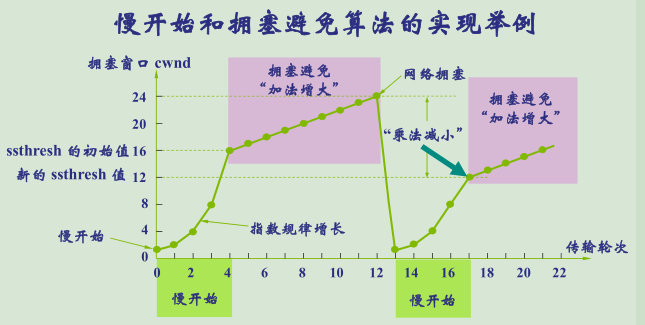 慢开始和拥塞避免算法的实现举例
拥塞窗口 cwnd
拥塞避免
“加法增大”
网络拥塞
拥塞避免
“加法增大”
24
20
“乘法减小”
ssthresh 的初始值 16
新的 ssthresh 值 12
8
指数规律增长
慢开始
4
传输轮次
0
0 2 4 6 8 10 12 14 16 18 20 22
慢开始
慢开始